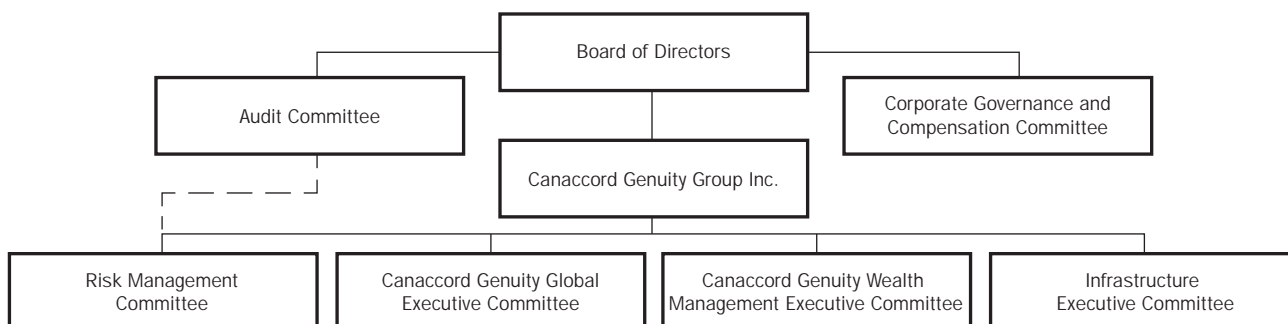 Board of Directors
Audit Committee
Corporate Governance and
Compensation Committee
Canaccord Genuity Group Inc.
Risk Management
Committee
Canaccord Genuity Global
Executive Committee
Canaccord Genuity Wealth
Management Executive Committee
Infrastructure
Executive Committee